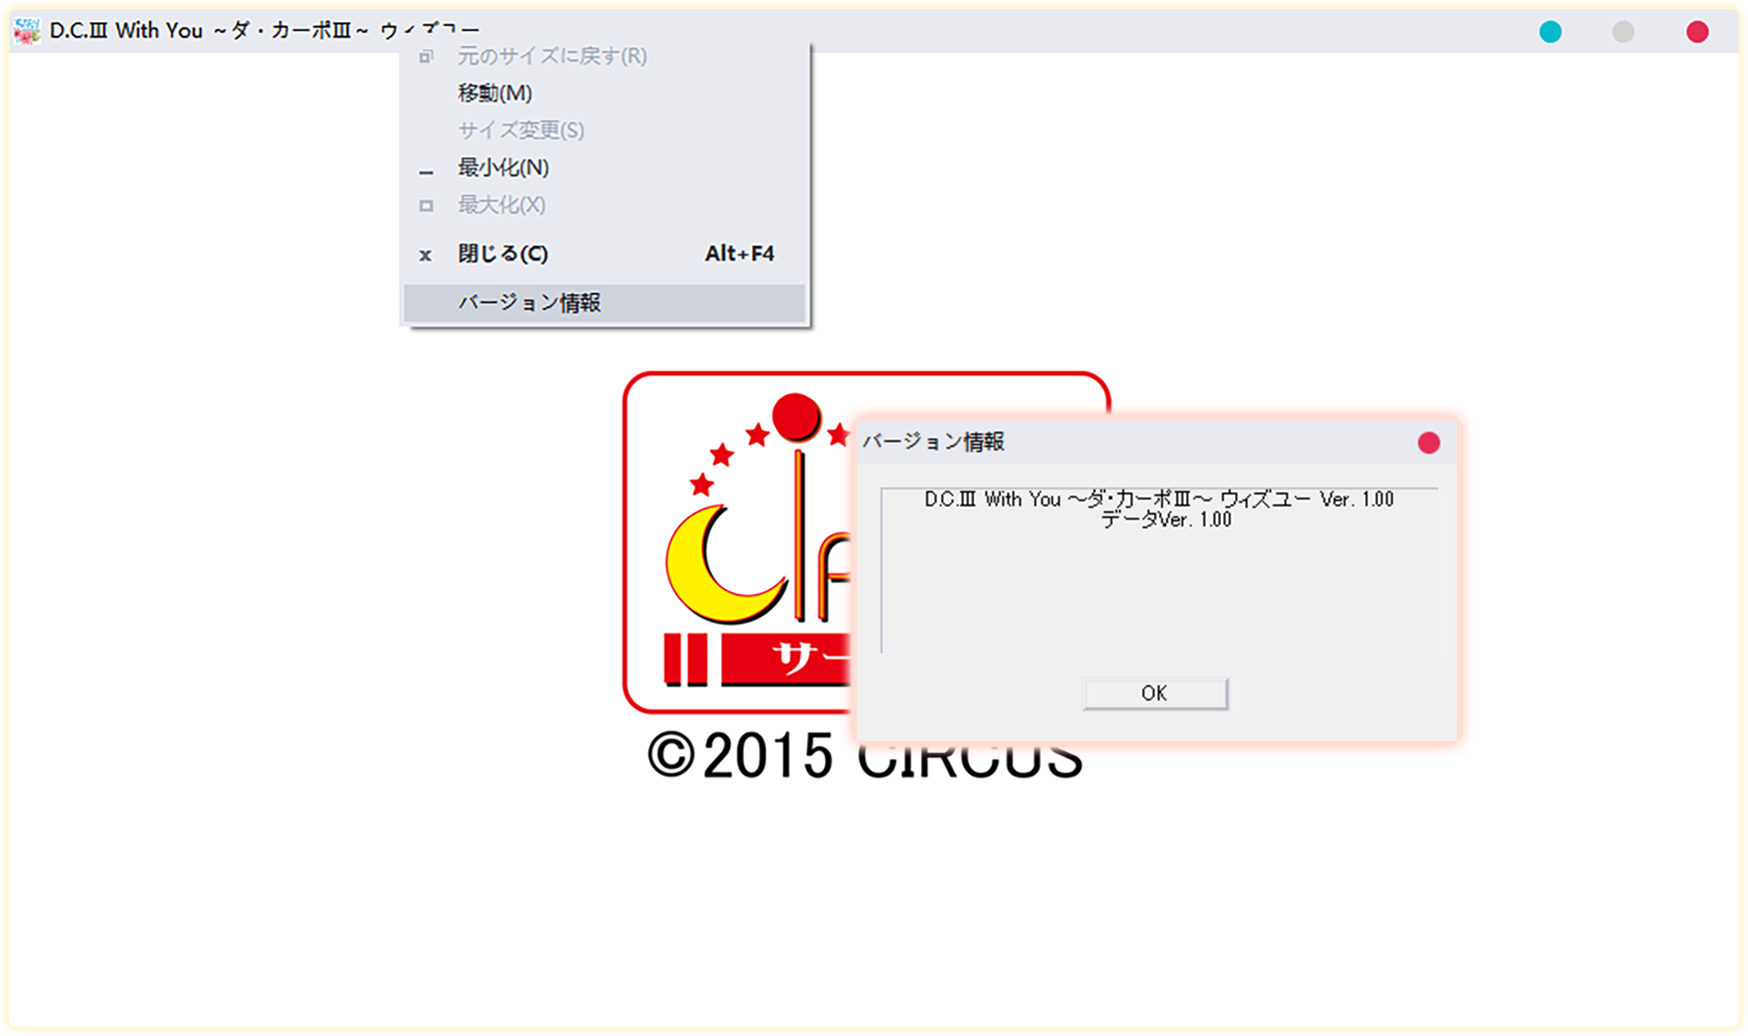 D.C.Ⅲ With You ～ダ・カーポⅢ～ ウィズユー
元のサイズに戻す(R)
移動(M)
サイズ変更(S)
最小化(N)
最大化(X)
閉じる(C) Alt+F4
バージョン情報
サー
©2015 CIRCUS
バージョン情報
D.C.Ⅲ With You ～ダ・カーポⅢ～ ウィズユー Ver. 1.00
データVer. 1.00
OK